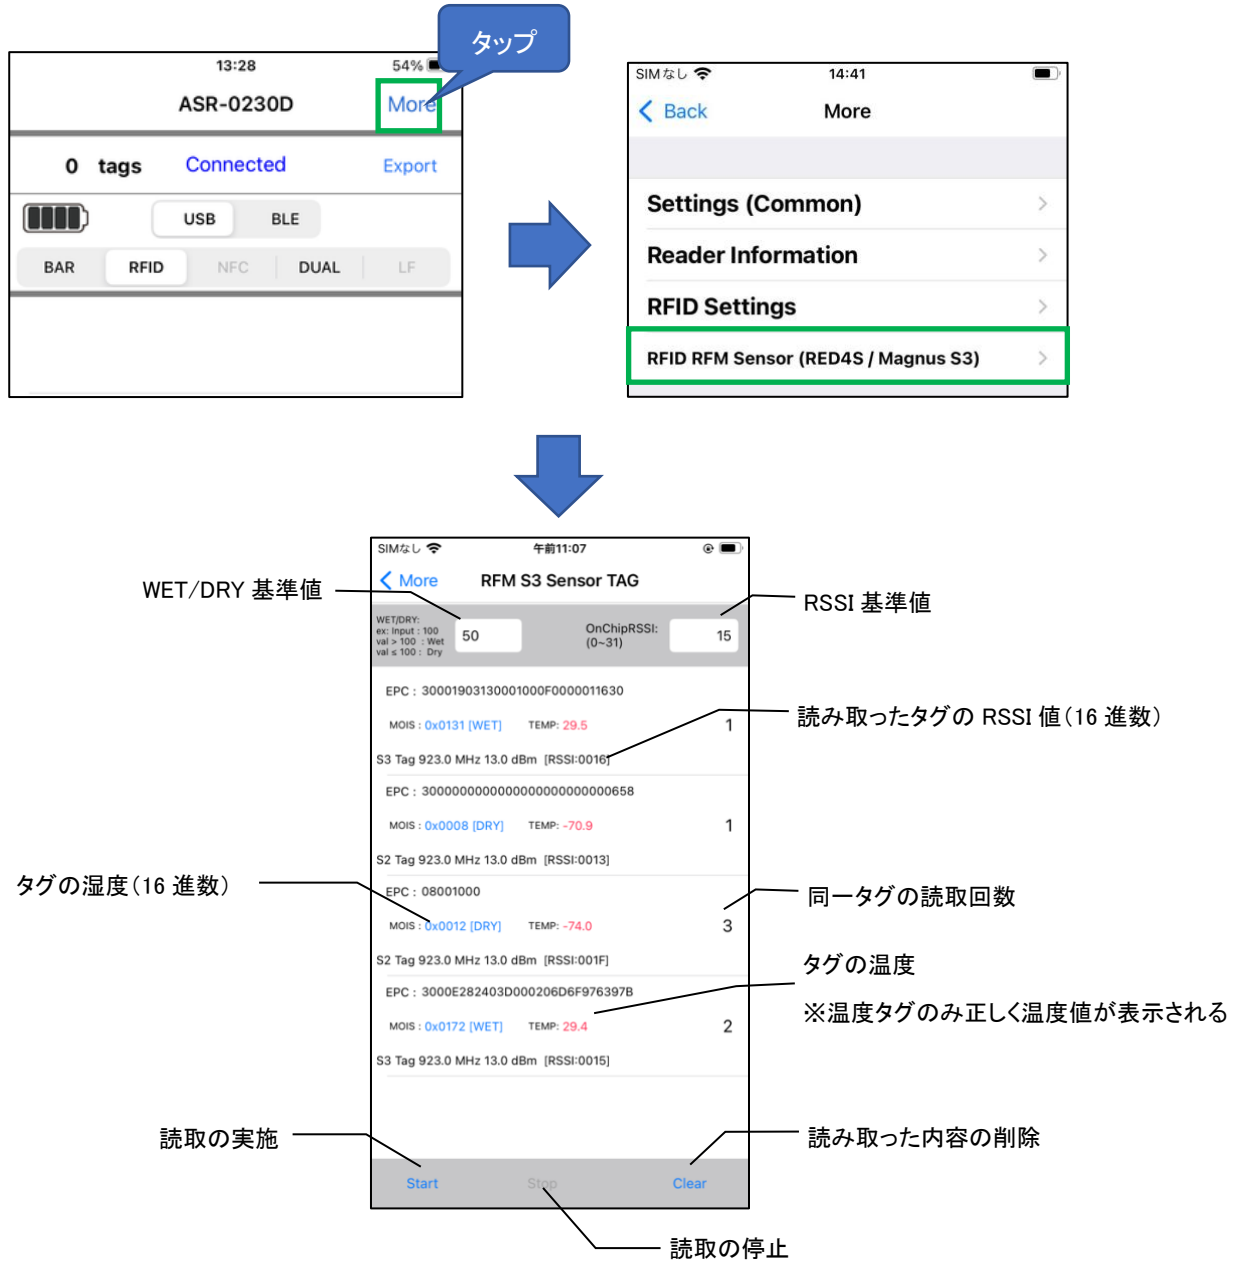 タップ
13:28 54%
ASR-0230D More
0 tags Connected Export
USB BLE
BAR RFID NFC DUAL LF
SIMなし 14:41
Back More
Settings (Common)
Reader Information
RFID Settings
RFID RFM Sensor (RED4S / Magnus S3)
SIMなし 午前11:07
More RFM S3 Sensor TAG
WET/DRY 基準値
RSSI 基準値
WET/DRY:
ex: Input : 100
val > 100 : Wet
val ≤ 100 : Dry
50
OnChipRSSI:
(0~31)
15
EPC : 30001903130001000F0000011630
MOIS : 0x0131 [WET] TEMP: 29.5 1
S3 Tag 923.0 MHz 13.0 dBm [RSSI:0016]
読み取ったタグの RSSI 値（16 進数）
EPC : 3000000000000000000000000658
MOIS : 0x0008 [DRY] TEMP: -70.9 1
S2 Tag 923.0 MHz 13.0 dBm [RSSI:0013]
タグの湿度（16 進数）
EPC : 08001000
MOIS : 0x0012 [DRY] TEMP: -74.0 3
S2 Tag 923.0 MHz 13.0 dBm [RSSI:001F]
同一タグの読取回数
タグの温度
※温度タグのみ正しく温度値が表示される
EPC : 3000E282403D000206D6F976397B
MOIS : 0x0172 [WET] TEMP: 29.4 2
S3 Tag 923.0 MHz 13.0 dBm [RSSI:0015]
読取の実施
読み取った内容の削除
Start Stop Clear
読取の停止